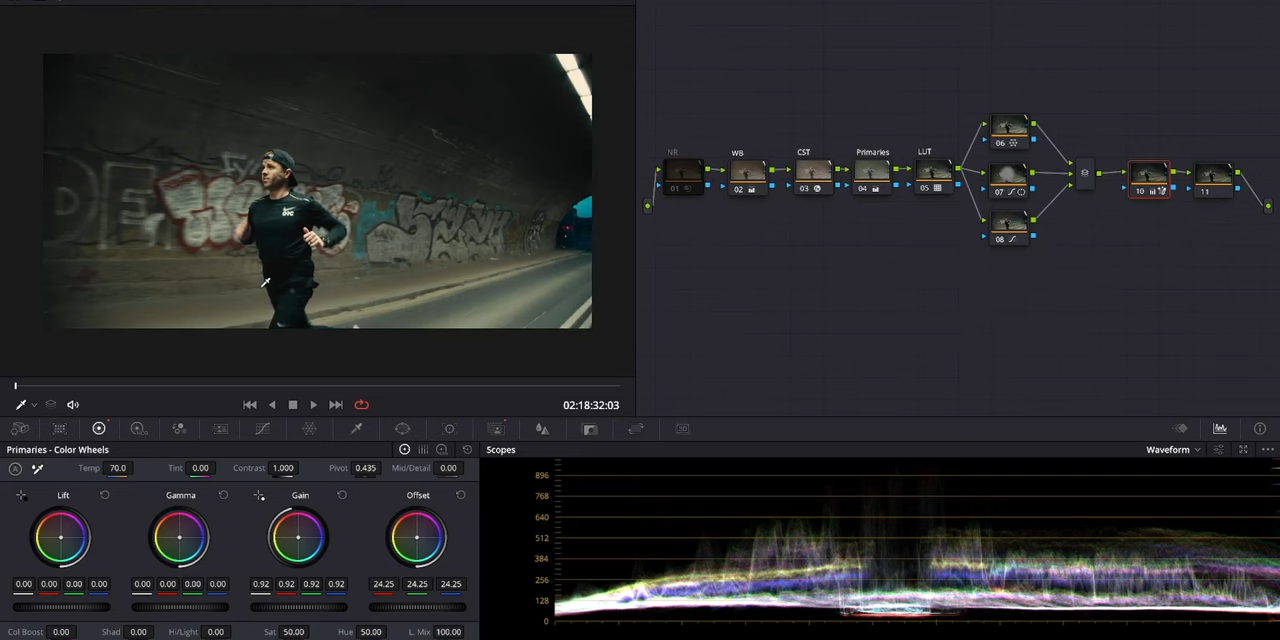 NR
WB
CST
Primaries
LUT
01
02
03
04
05
06
07
08
10
11
DE
02:18:32:03
Primaries - Color Wheels
Scopes
Waveform
A
Temp 70.0 Tint 0.00 Contrast 1.000 Pivot 0.435 Mid/Detail 0.00
Lift Gamma Gain Offset
0.00 0.00 0.00 0.00 0.00 0.00 0.00 0.00 0.92 0.92 0.92 0.92 24.25 24.25 24.25
Col Boost 0.00 Shad 0.00 Hi/Light 0.00 Sat 50.00 Hue 50.00 L. Mix 100.00
896
768
640
512
384
256
128
0